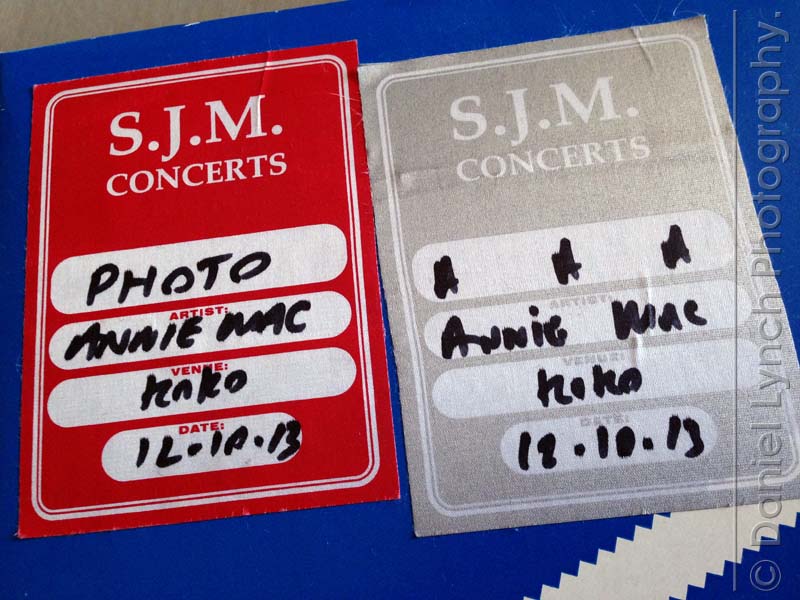 S.J.M.
CONCERTS
PHOTO
ARTIST:
ANNIE MAC
VENUE:
KOKO
DATE:
12.10.13
S.J.M.
CONCERTS
A A A
ARTIST:
ANNIE MAC
VENUE:
KOKO
DATE:
12.10.13
© Daniel Lynch Photography.